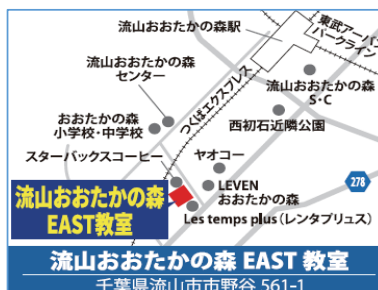 流山おおたかの森駅
東武アーバン
パークライン
流山おおたかの森
センター
つくばエクスプレス
流山おおたかの森
S・C
おおたかの森
小学校・中学校
西初石近隣公園
スターバックスコーヒー
ヤオコー
278
流山おおたかの森
EAST教室
LEVEN
おおたかの森
Les temps plus(レンタプリュス)
流山おおたかの森 EAST 教室
千葉県流山市市野谷 561-1